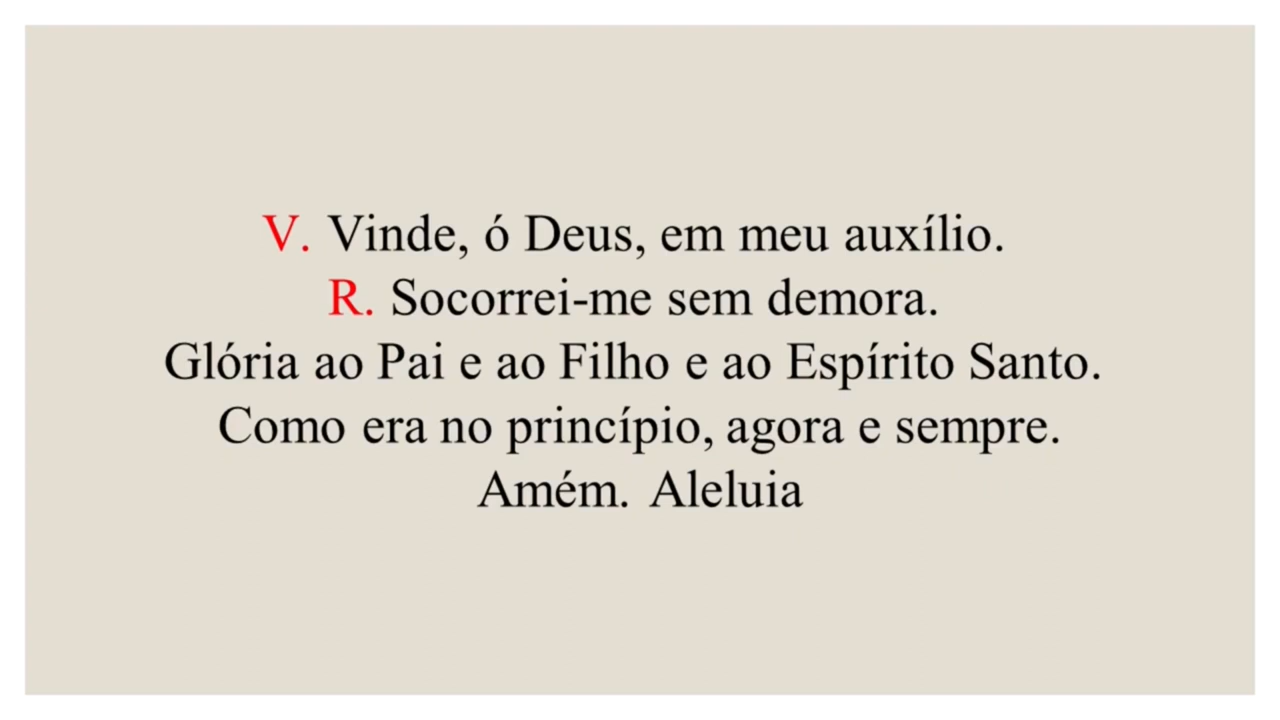 V. Vinde, ó Deus, em meu auxílio.
R. Socorrei-me sem demora.
Glória ao Pai e ao Filho e ao Espírito Santo.
Como era no princípio, agora e sempre.
Amém. Aleluia